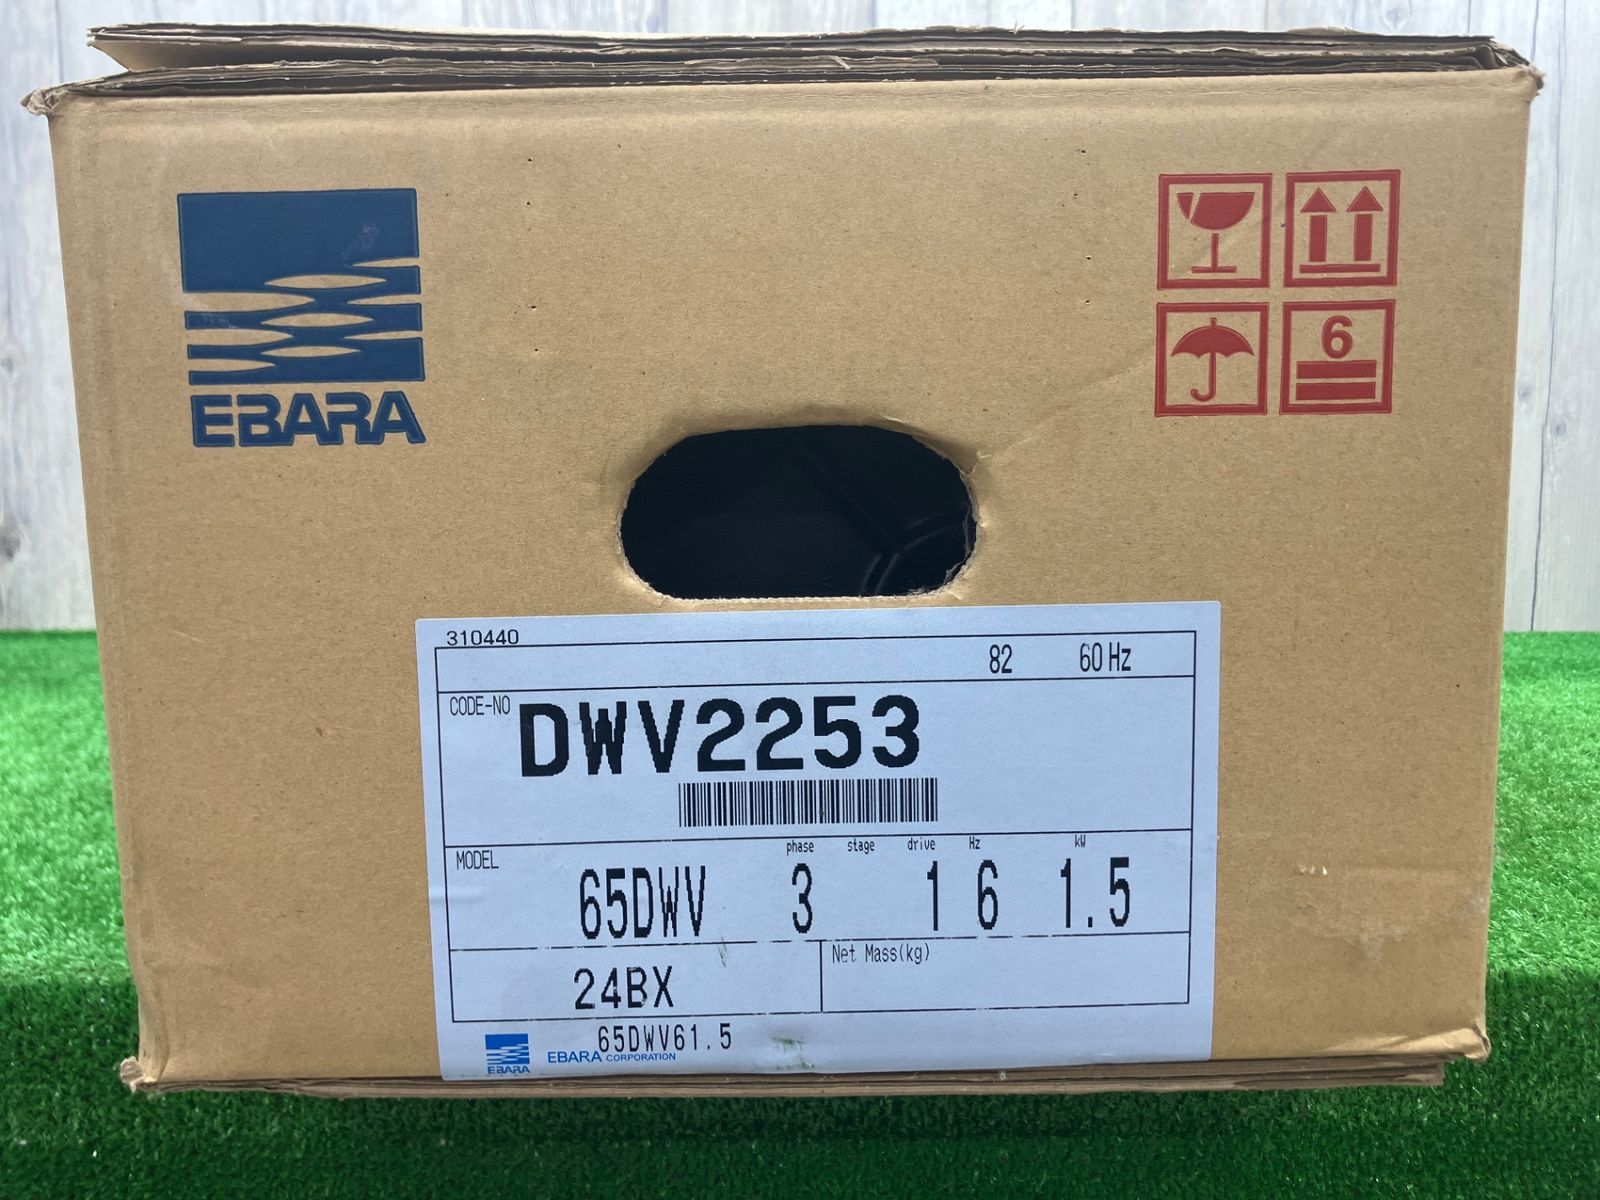 EBARA
6
310440
82 60Hz
CODE-NO DWV2253
phase stage drive Hz kW
MODEL 65DWV 3 1 6 1.5
24BX Net Mass(kg)
65DWV61.5
EBARA EBARA CORPORATION